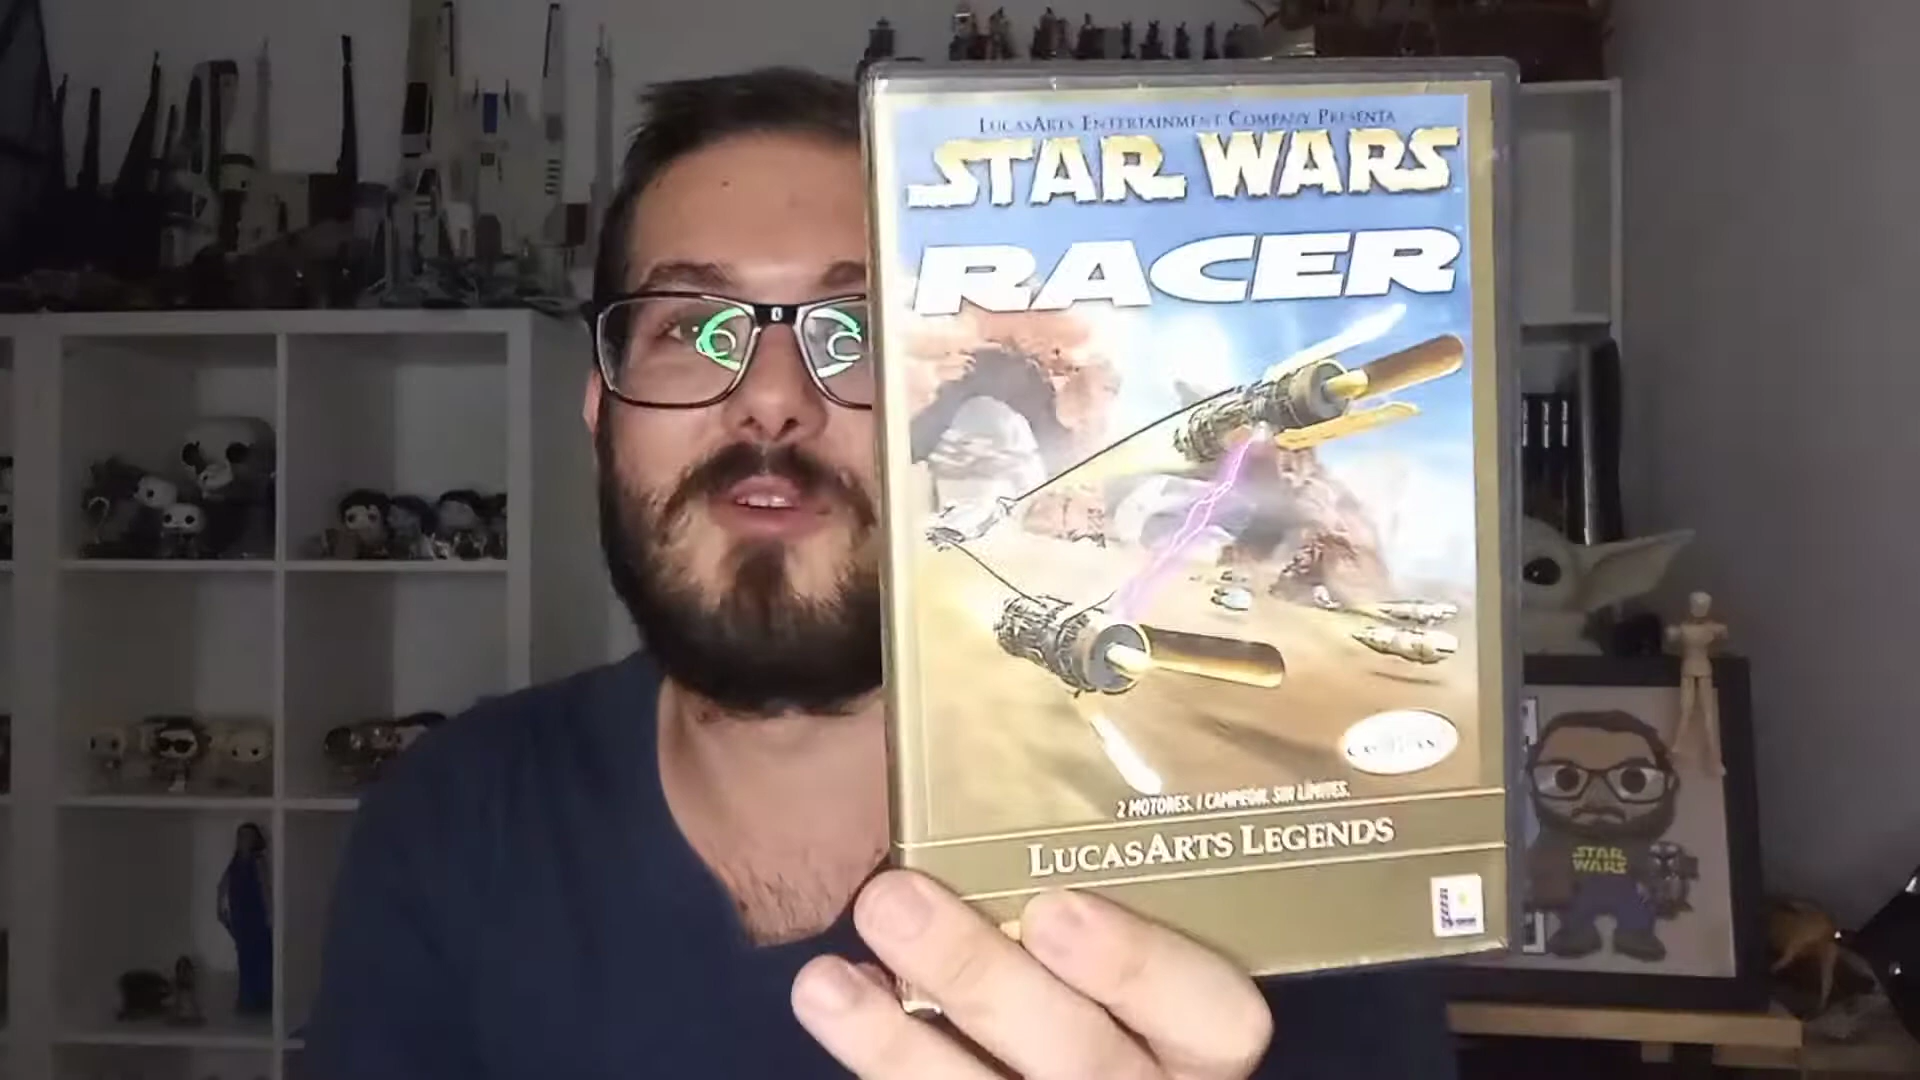 LucasArts Entertainment Company Presenta
STAR WARS
RACER
2 MOTORES. 1 CAMPEÓN. SIN LÍMITES.
LucasArts Legends
STAR
WARS